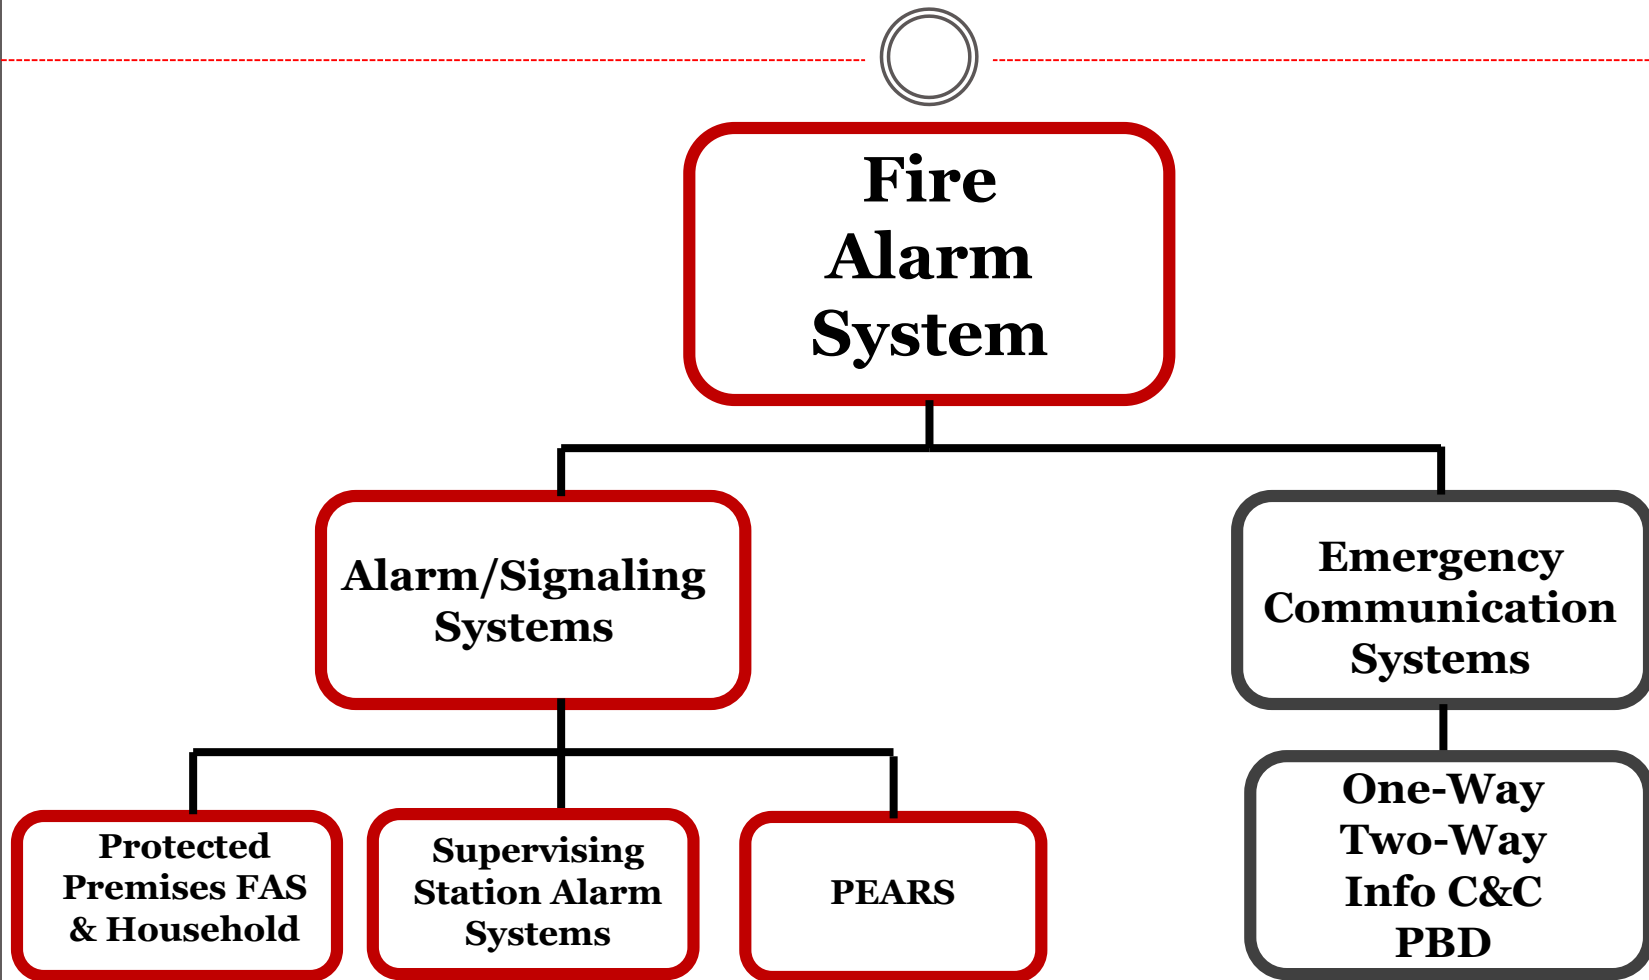 Fire
Alarm
System
Alarm/Signaling
Systems
Emergency
Communication
Systems
Protected
Premises FAS
& Household
Supervising
Station Alarm
Systems
PEARS
One-Way
Two-Way
Info C&C
PBD